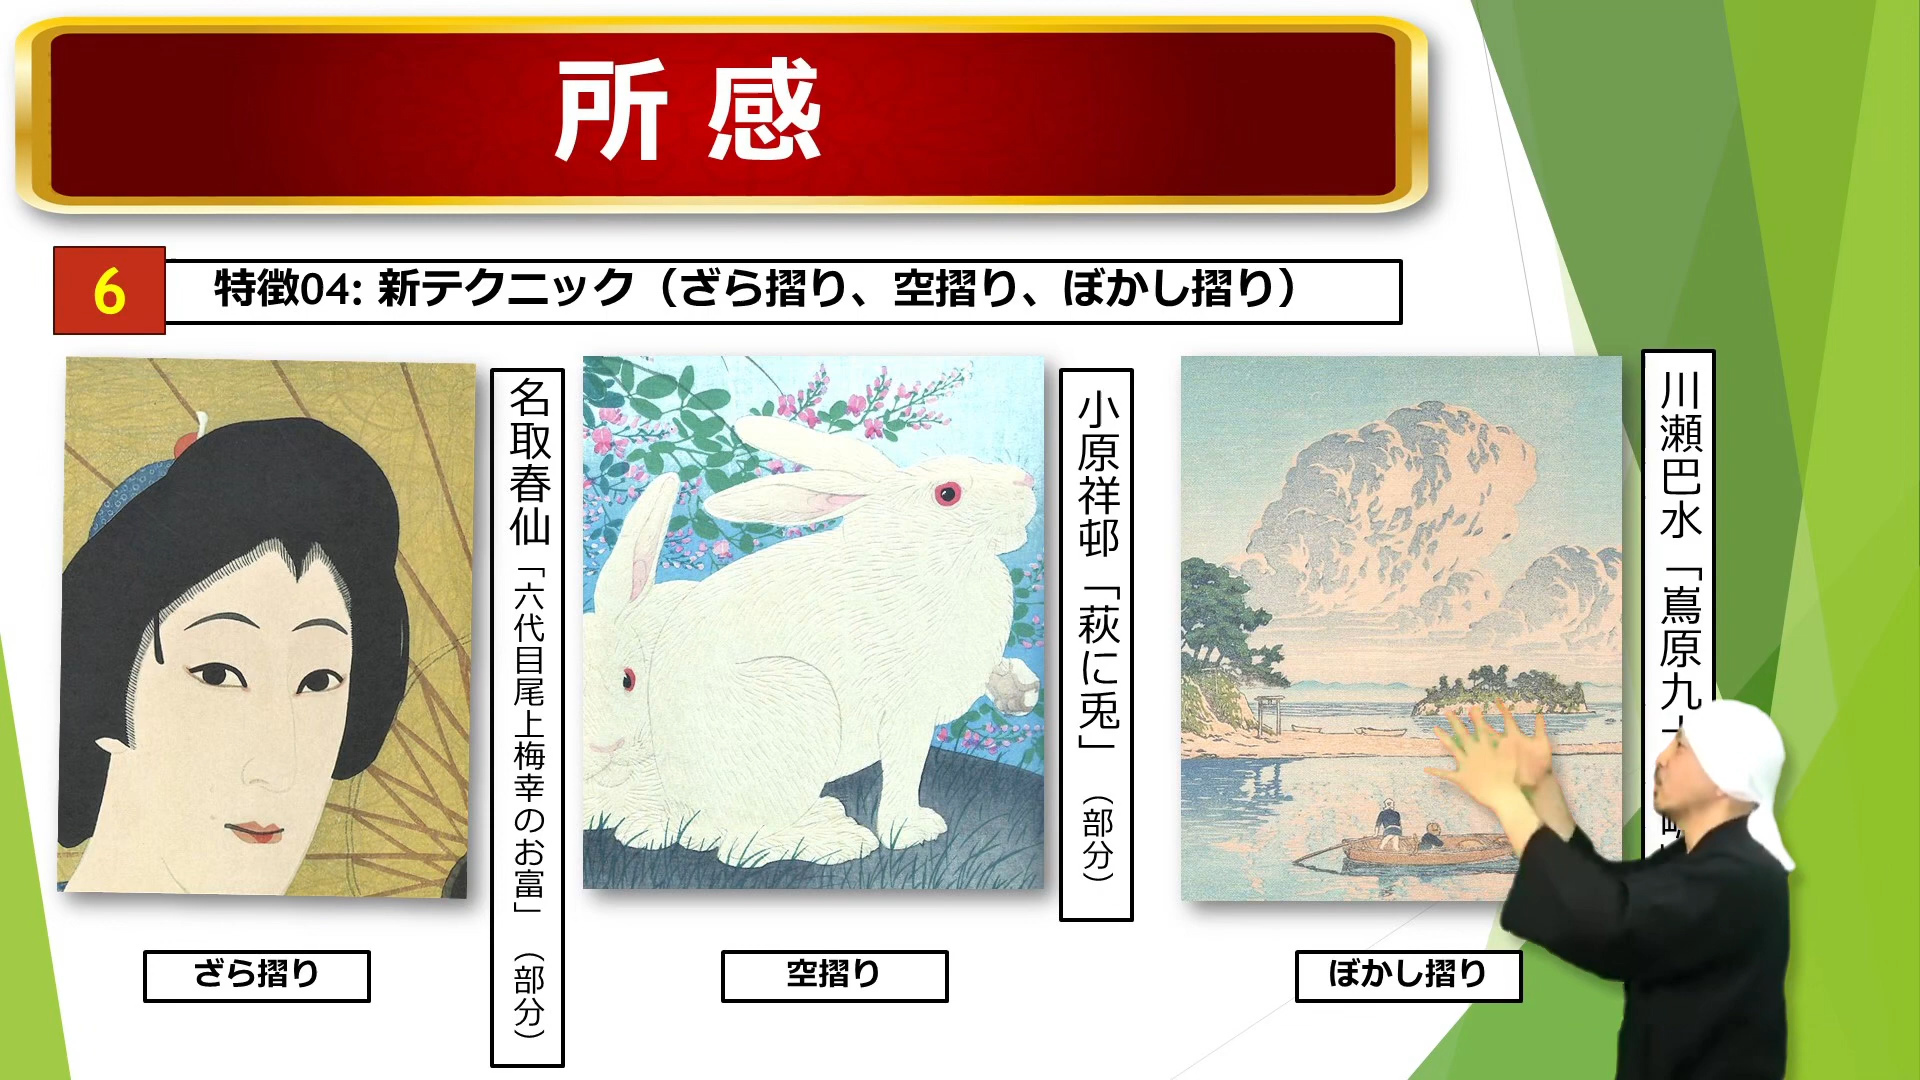 所感
6
特徴04: 新テクニック（ざら摺り、空摺り、ぼかし摺り）
名取春仙「六代目尾上梅幸のお富」（部分）
ざら摺り
小原祥邨「萩に兎」（部分）
空摺り
川瀬巴水「嶌原九
ぼかし摺り